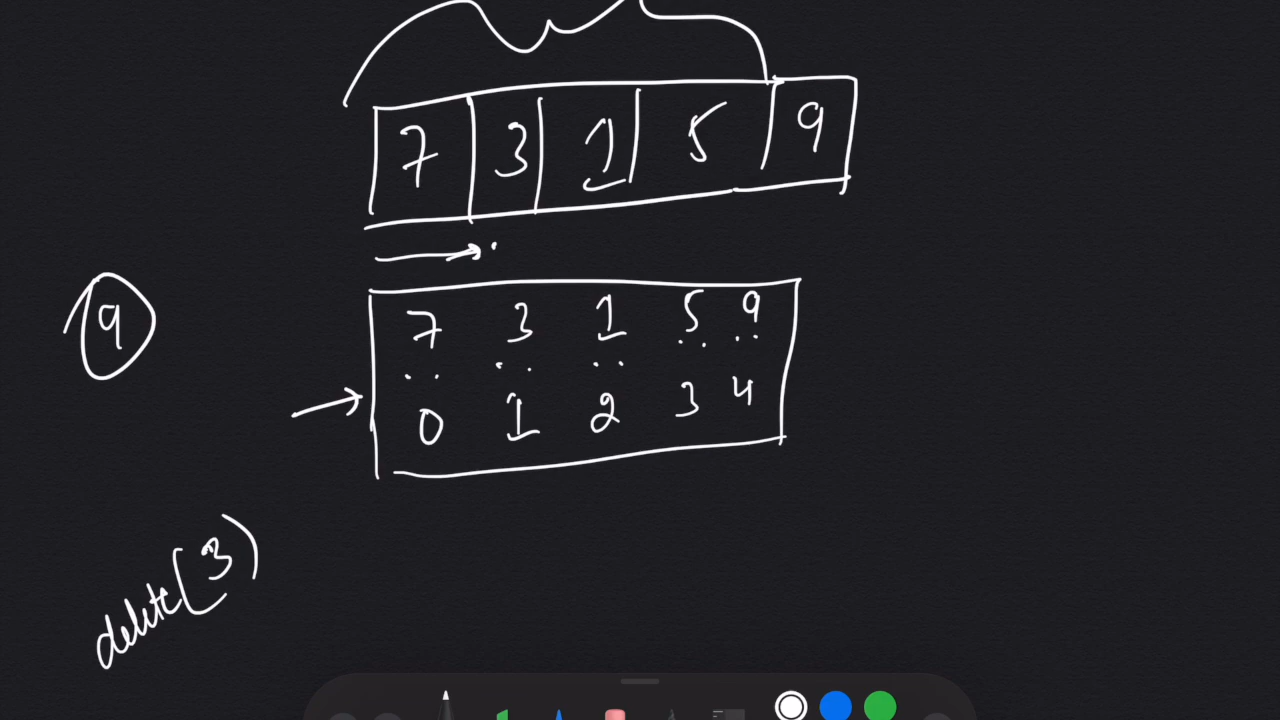 7 3 1 5 9
9
7 3 1 5 9
: : : : :
0 1 2 3 4
delete(3)